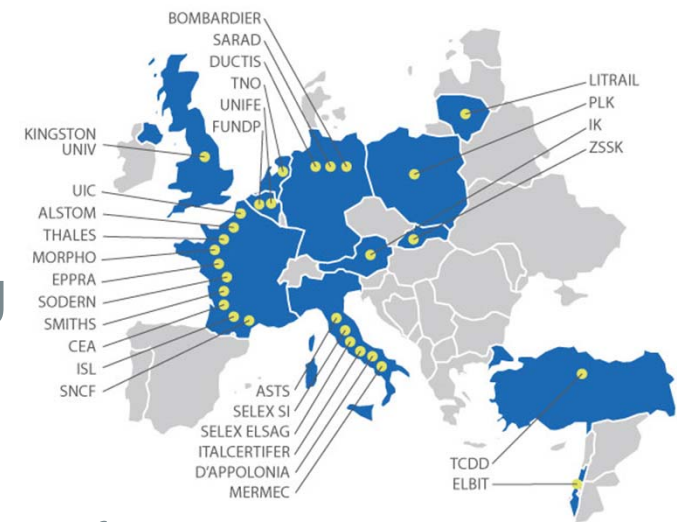 BOMBARDIER
SARAD
DUCTIS
TNO
UNIFE
FUNDP
KINGSTON
UNIV
UIC
ALSTOM
THALES
MORPHO
EPPRA
SODERN
SMITHS
CEA
ISL
SNCF
ASTS
SELEX SI
SELEX ELSAG
ITALCERTIFER
D'APPOLONIA
MERMEC
LITRAIL
PLK
IK
ZSSK
TCDD
ELBIT